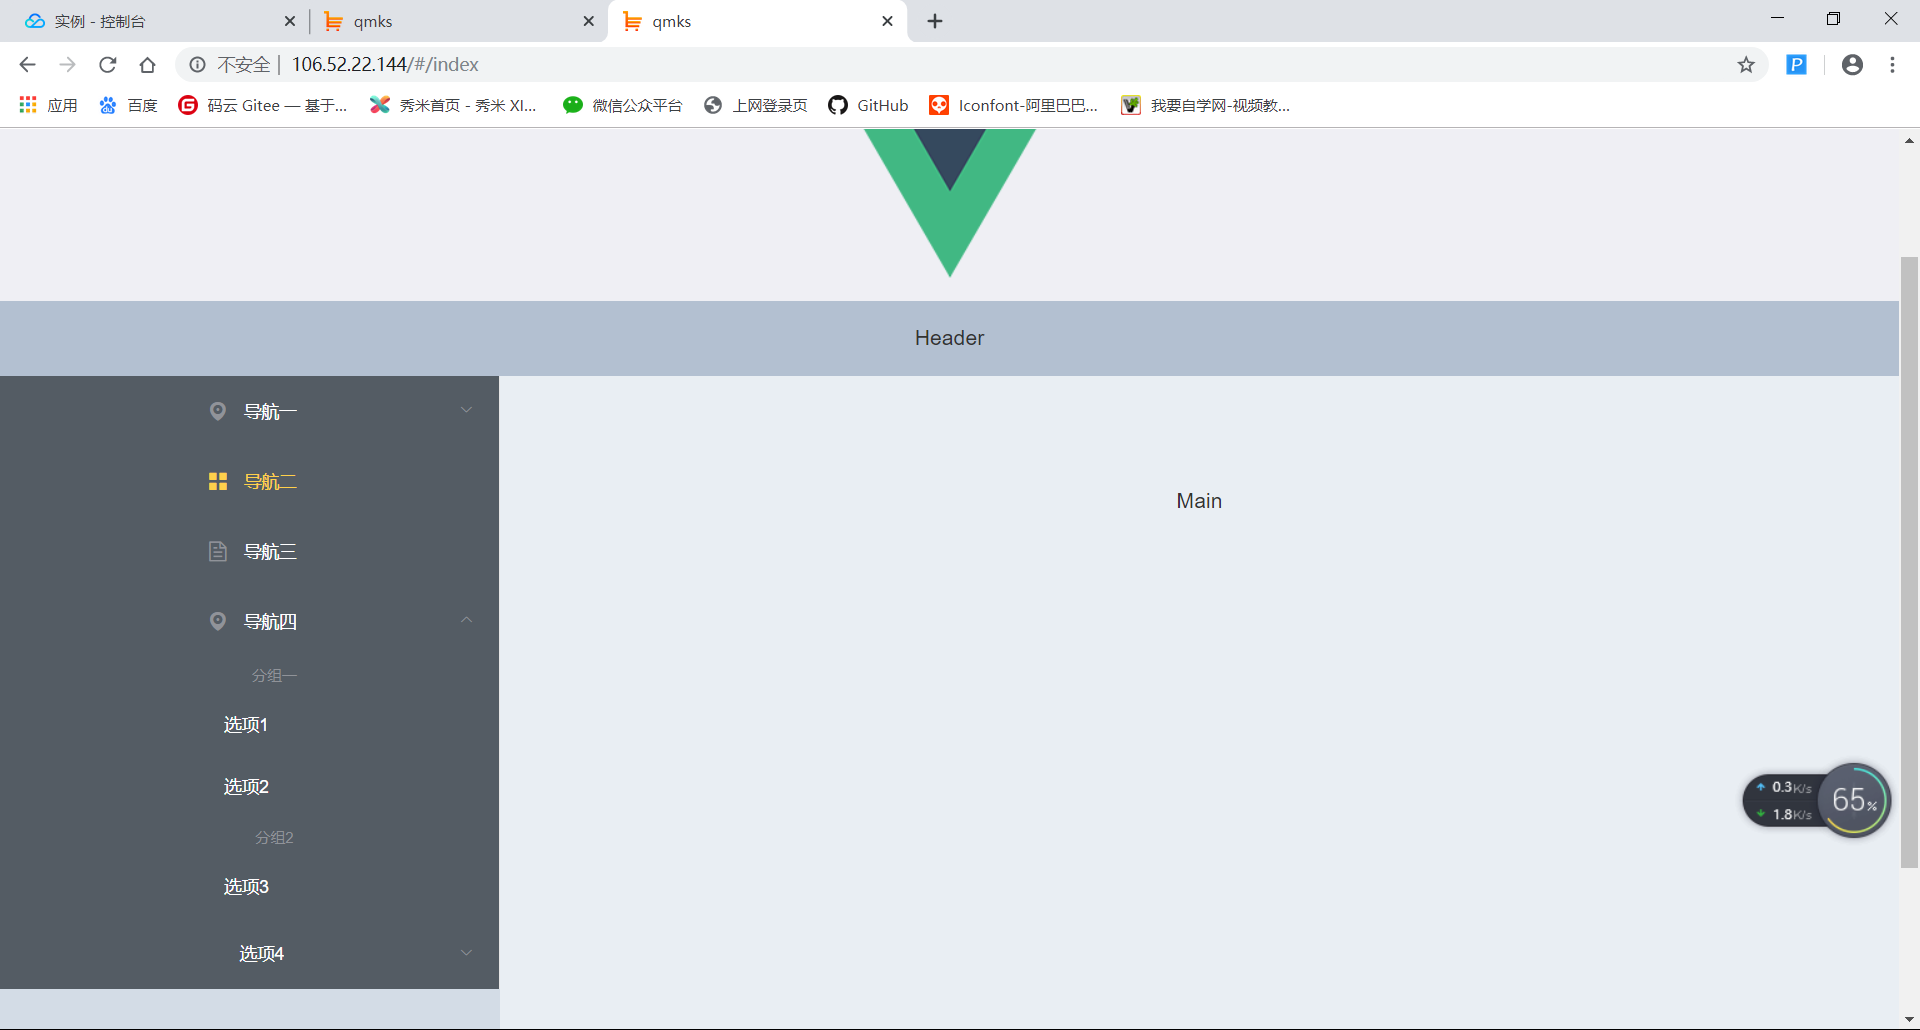 实例 - 控制台
qmks
qmks
不安全 | 106.52.22.144/#/index
应用
百度
码云 Gitee — 基于...
秀米首页 - 秀米 XI...
微信公众平台
上网登录页
GitHub
Iconfont-阿里巴巴...
我要自学网-视频教...
Header
导航一
导航二
导航三
导航四
分组一
选项1
选项2
分组2
选项3
选项4
Main
0.3K/s
1.8K/s
65%